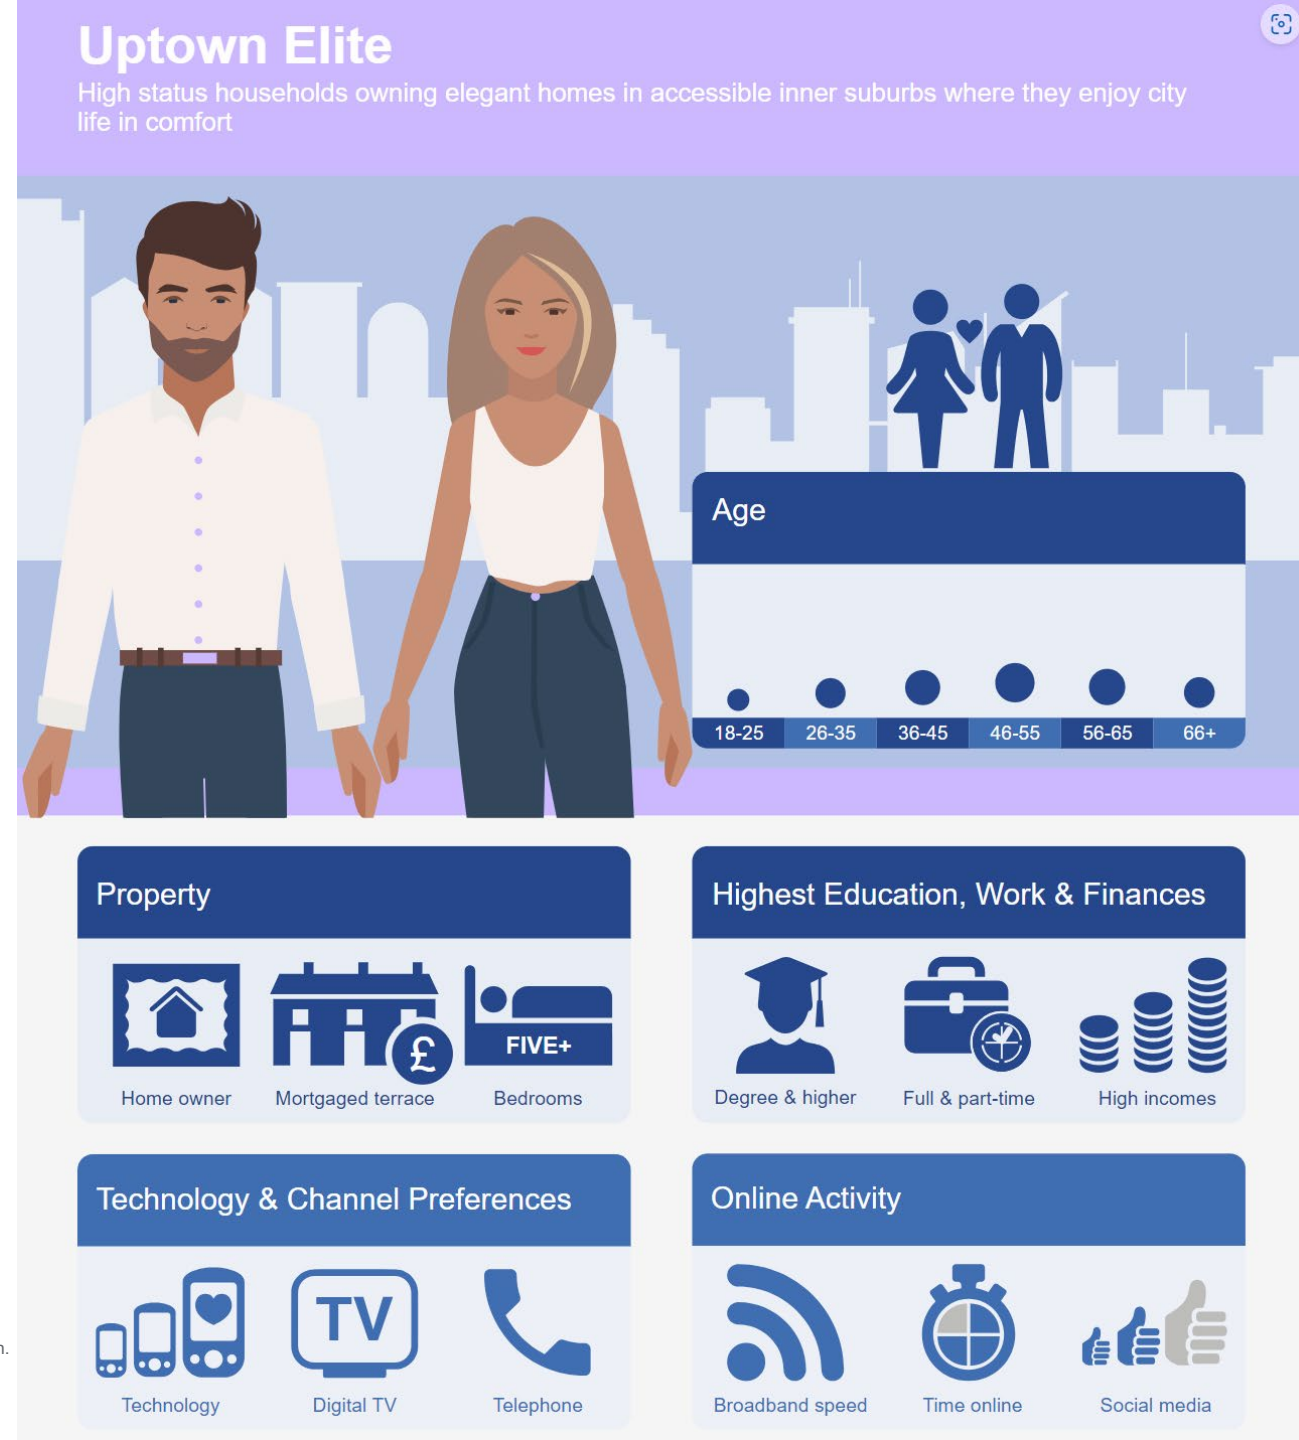 Uptown Elite
High status households owning elegant homes in accessible inner suburbs where they enjoy city
life in comfort
Age
18-25 26-35 36-45 46-55 56-65 66+
Property
Highest Education, Work & Finances
£
FIVE+
Home owner Mortgaged terrace Bedrooms
Degree & higher Full & part-time High incomes
Technology & Channel Preferences
Online Activity
TV
n.
Technology Digital TV Telephone
Broadband speed Time online Social media